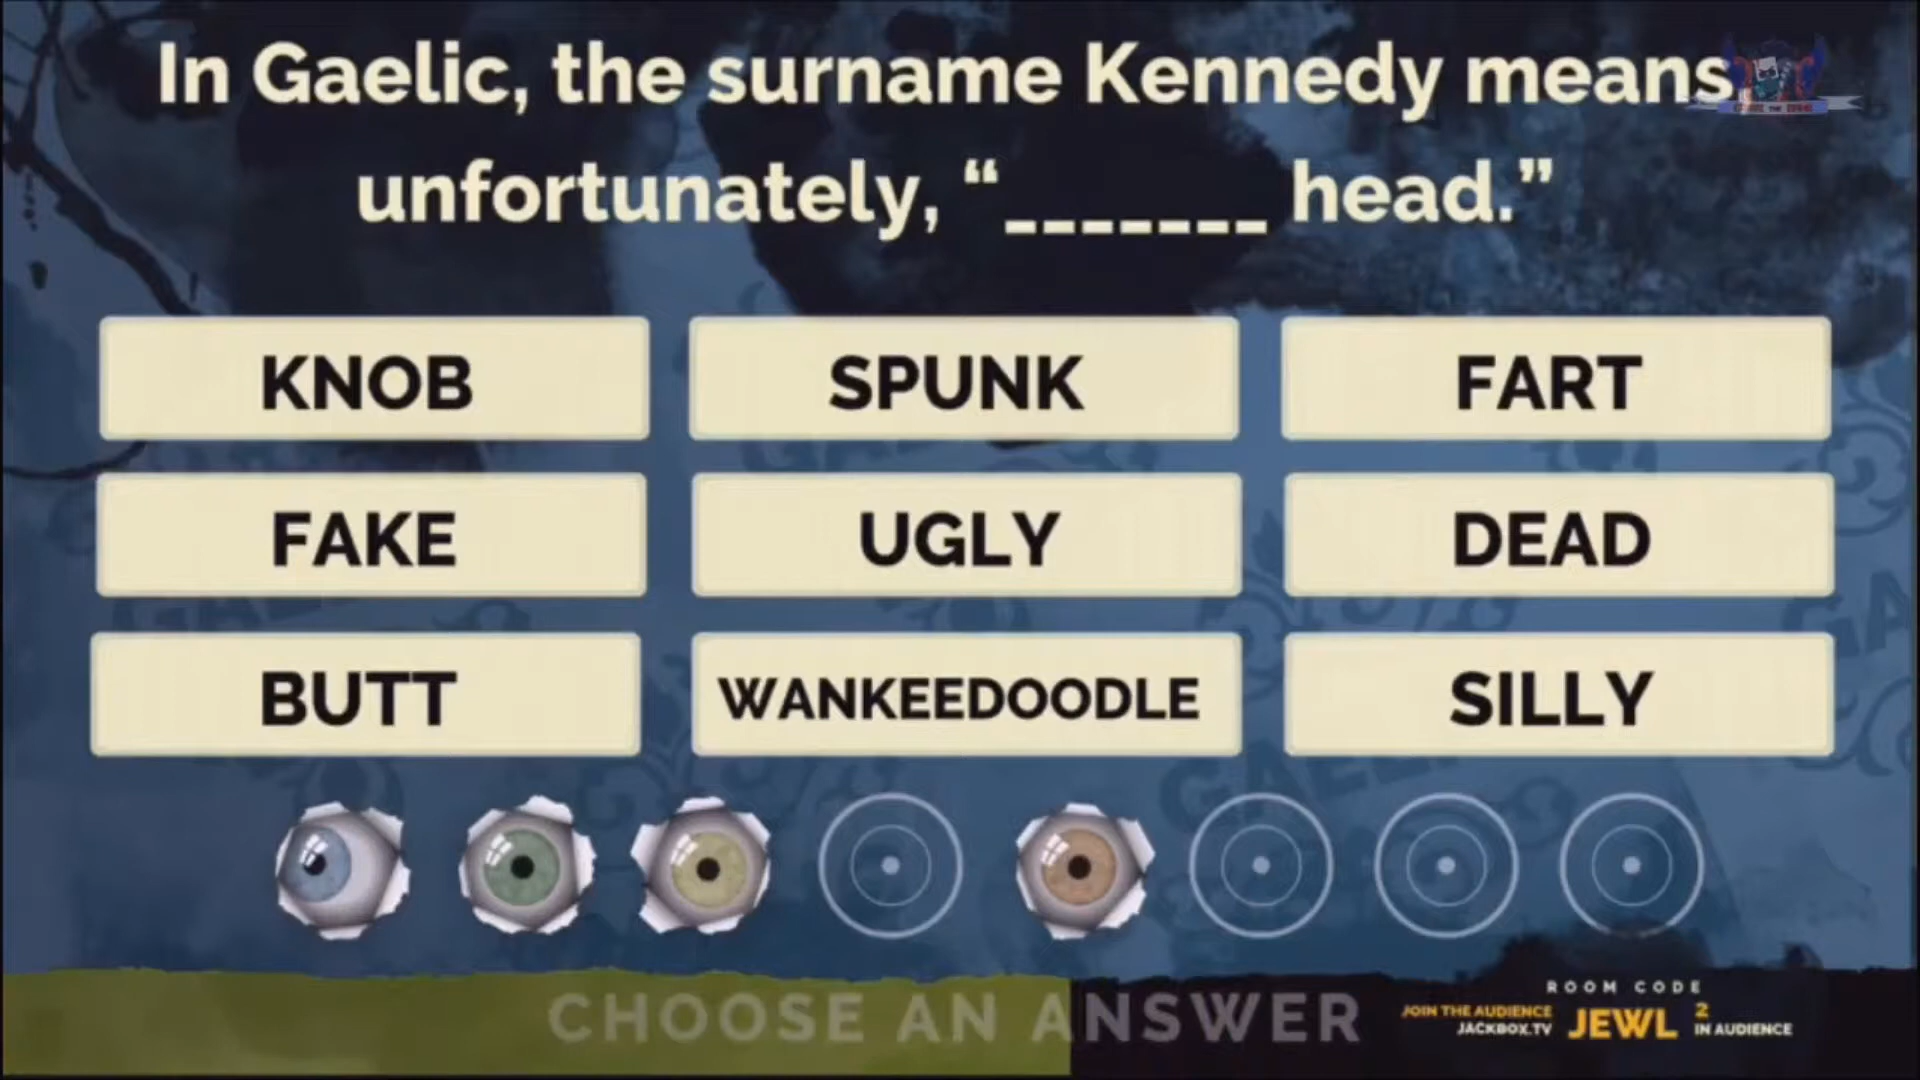 In Gaelic, the surname Kennedy means,
unfortunately, “_______ head.”
KNOB
SPUNK
FART
FAKE
UGLY
DEAD
BUTT
WANKEEDOODLE
SILLY
CHOOSE AN ANSWER
ROOM CODE
JOIN THE AUDIENCE
JACKBOX.TV
JEWL
2
IN AUDIENCE